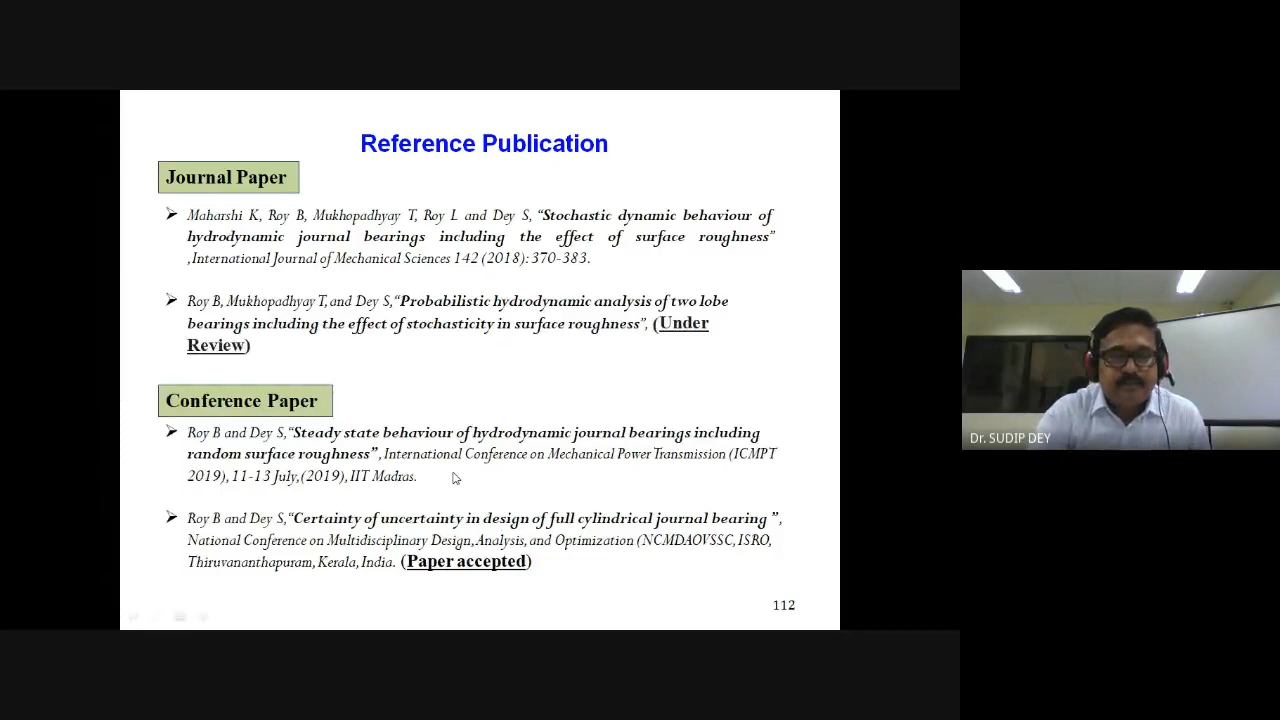 Reference Publication
Journal Paper
Maharshi K, Roy B, Mukhopadhyay T, Roy L and Dey S, “Stochastic dynamic behaviour of
hydrodynamic journal bearings including the effect of surface roughness”
,International Journal of Mechanical Sciences 142 (2018): 370-383.
Roy B, Mukhopadhyay T, and Dey S,“Probabilistic hydrodynamic analysis of two lobe
bearings including the effect of stochasticity in surface roughness”, (Under
Review)
Conference Paper
Roy B and Dey S,“Steady state behaviour of hydrodynamic journal bearings including
random surface roughness”, International Conference on Mechanical Power Transmission (ICMPT
2019), 11-13 July,(2019), IIT Madras.
Roy B and Dey S,“Certainty of uncertainty in design of full cylindrical journal bearing ”,
National Conference on Multidisciplinary Design, Analysis, and Optimization (NCMDAOVSSC, ISRO,
Thiruvananthapuram, Kerala, India. (Paper accepted)
112
Dr. SUDIP DEY